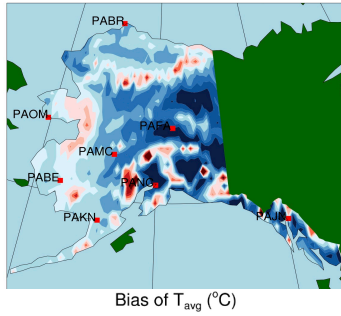 PABR
PAOM
PAFA
PAMC
PABE
PANC
PAKN
PAJN
Bias of Tavg (°C)